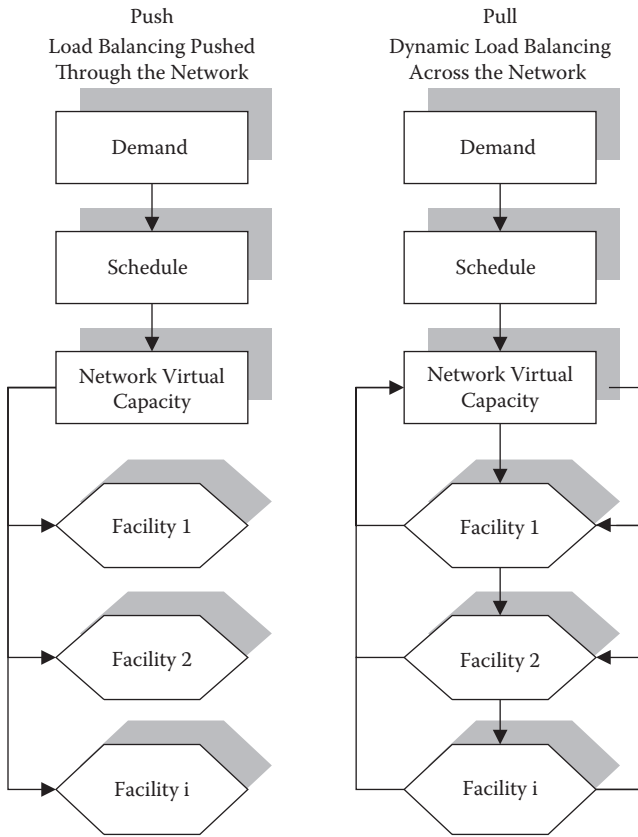 Push
Load Balancing Pushed
Through the Network
Demand
Schedule
Network Virtual
Capacity
Facility 1
Facility 2
Facility i
Pull
Dynamic Load Balancing
Across the Network
Demand
Schedule
Network Virtual
Capacity
Facility 1
Facility 2
Facility i